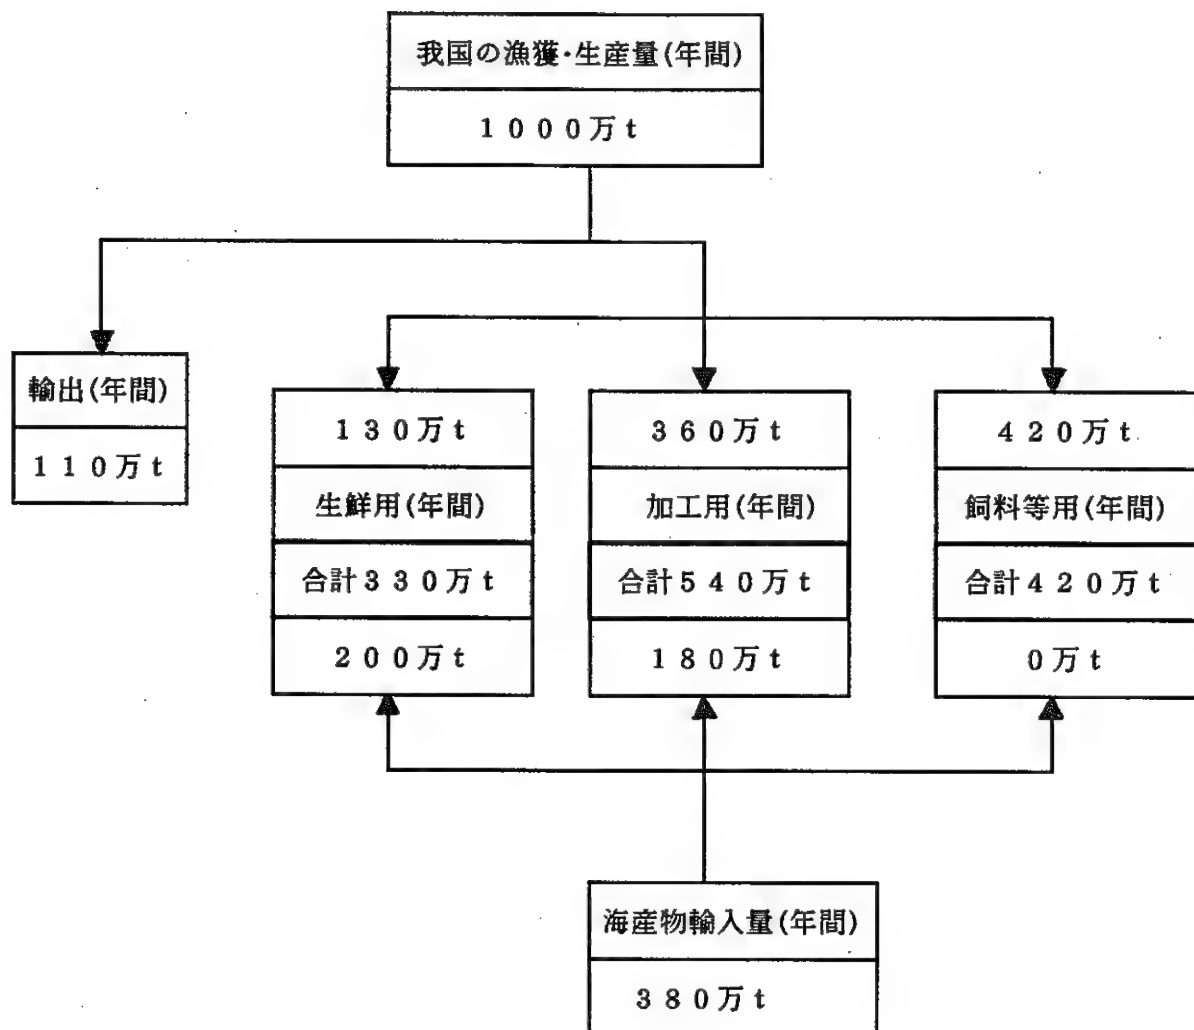 我国の漁獲・生産量(年間)
1000万t
輸出(年間)
110万t
130万t
生鮮用(年間)
合計330万t
200万t
360万t
加工用(年間)
合計540万t
180万t
420万t
飼料等用(年間)
合計420万t
0万t
海産物輸入量(年間)
380万t